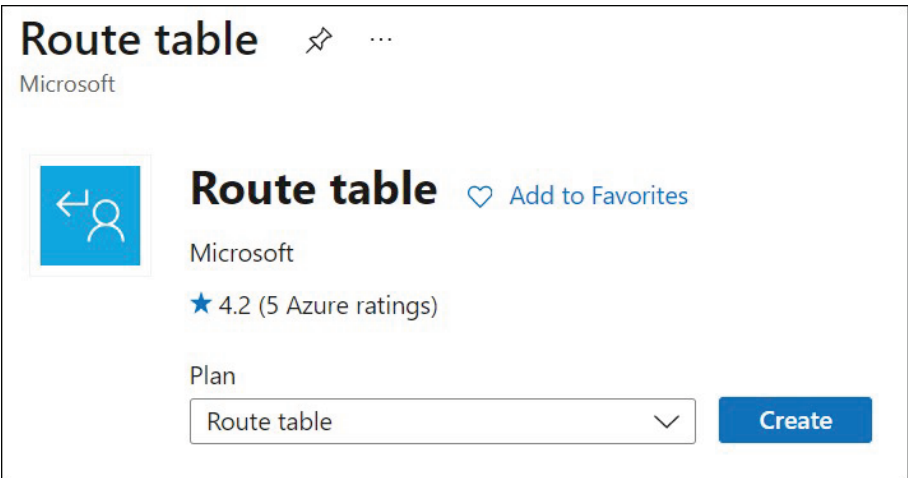 Route table
Microsoft
Route table Add to Favorites
Microsoft
4.2 (5 Azure ratings)
Plan
Route table Create